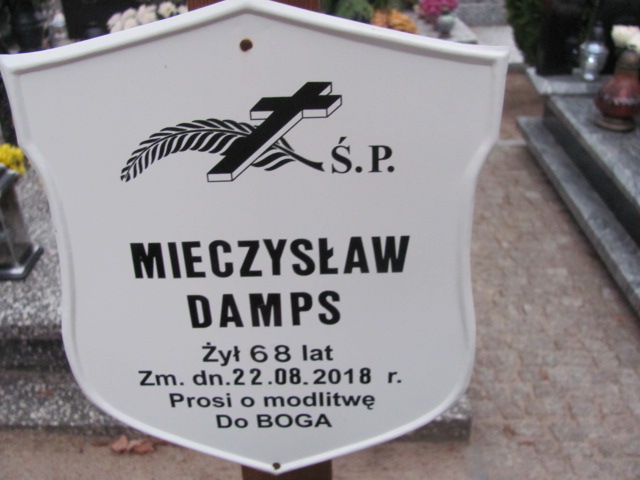 Ś.P.
MIECZYSŁAW
DAMPS
Żył 68 lat
Zm. dn.22.08.2018 r.
Prosi o modlitwę
Do BOGA